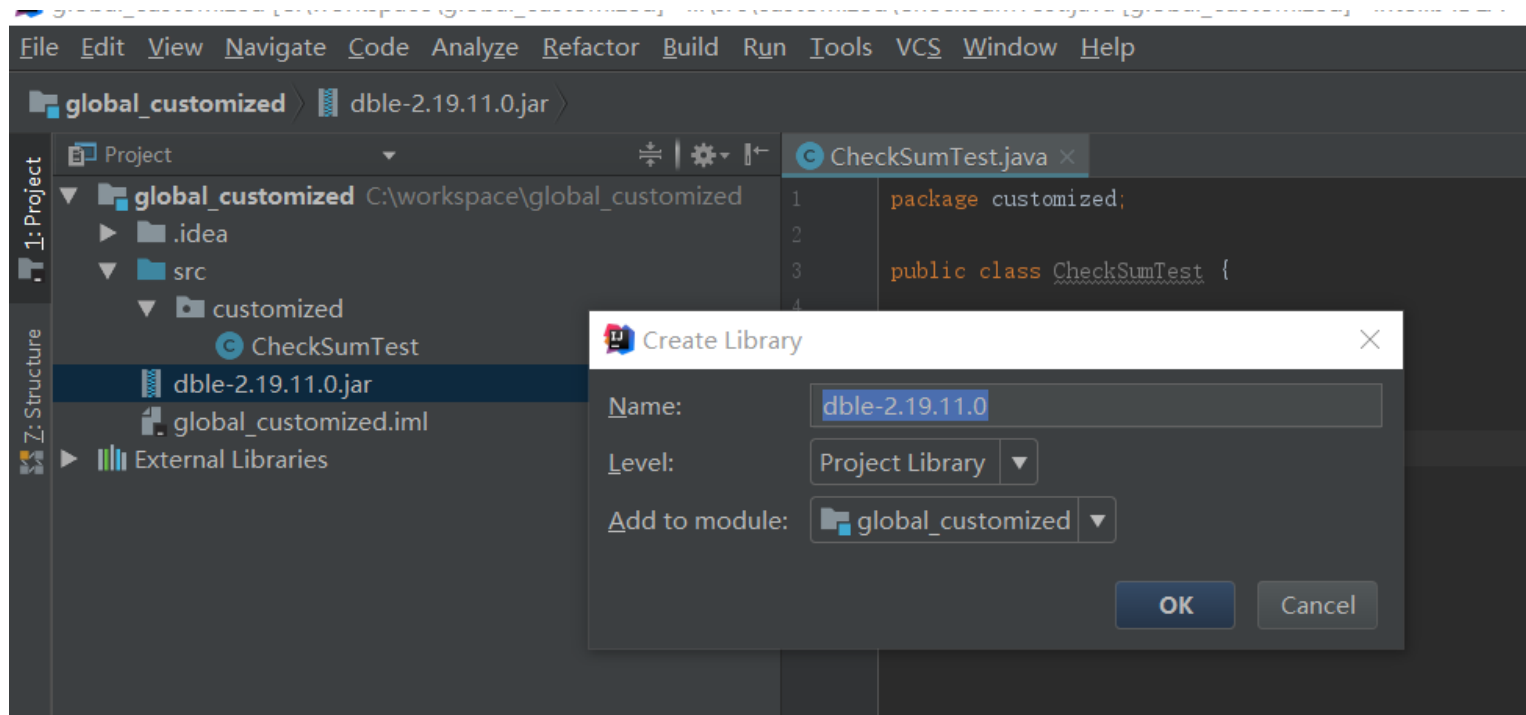 File Edit View Navigate Code Analyze Refactor Build Run Tools VCS Window Help
global_customized dble-2.19.11.0.jar
1: Project
Z: Structure
Project
global_customized C:\workspace\global_customized
.idea
src
customized
CheckSumTest
dble-2.19.11.0.jar
global_customized.iml
External Libraries
CheckSumTest.java
1 package customized;
2
3 public class CheckSumTest {
4
Create Library
Name: dble-2.19.11.0
Level: Project Library
Add to module: global_customized
OK Cancel